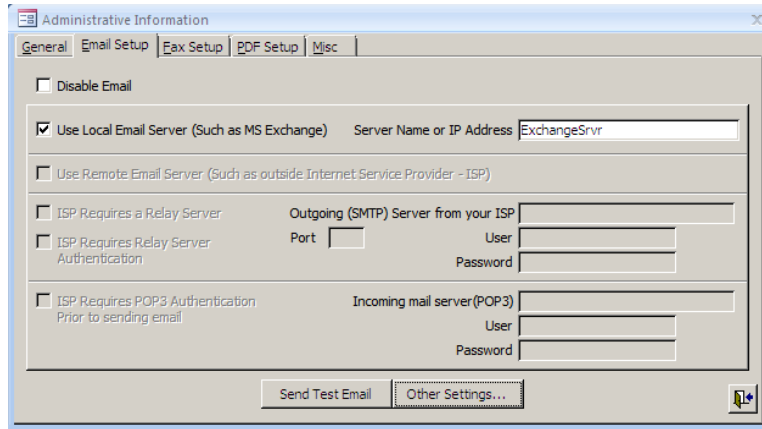 Administrative Information
General Email Setup Fax Setup PDF Setup Misc
Disable Email
Use Local Email Server (Such as MS Exchange) Server Name or IP Address ExchangeSrvr
Use Remote Email Server (Such as outside Internet Service Provider - ISP)
ISP Requires a Relay Server Outgoing (SMTP) Server from your ISP
ISP Requires Relay Server Authentication Port User
Password
ISP Requires POP3 Authentication Incoming mail server(POP3)
Prior to sending email User
Password
Send Test Email Other Settings...